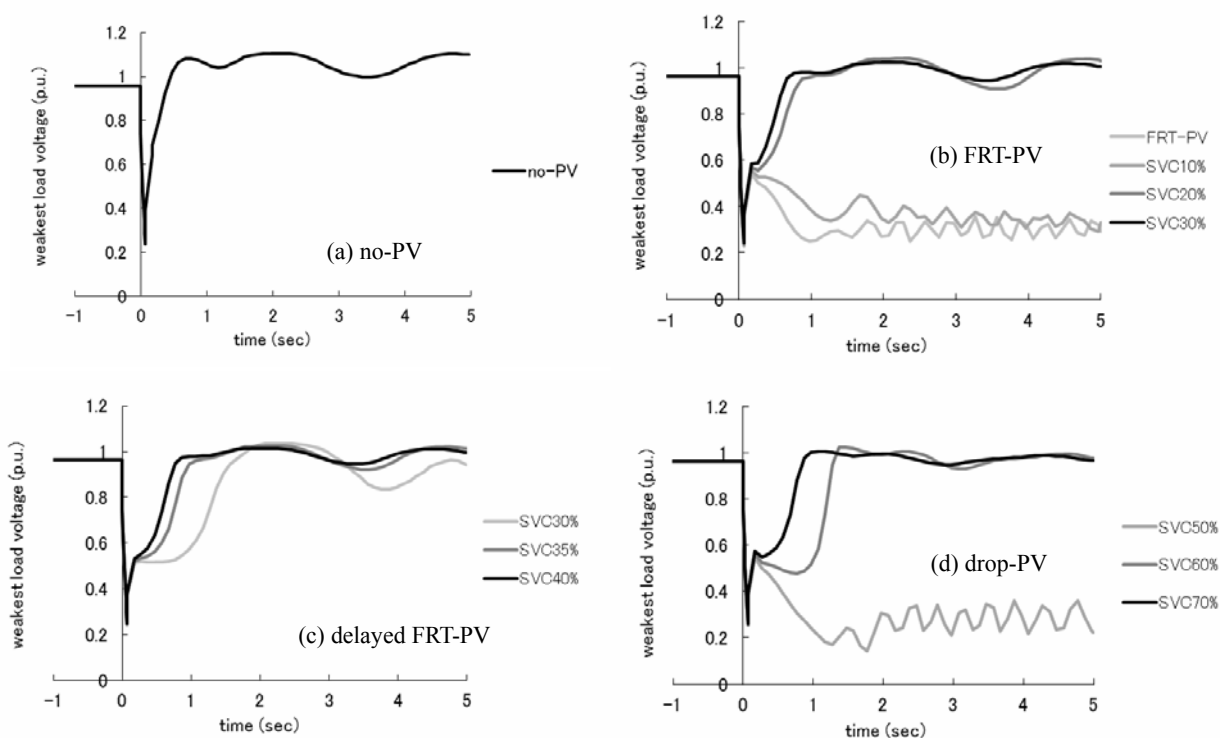 weakest load voltage (p.u.)
1.2
1
0.8
0.6
0.4
0.2
0
-1
0
1
2
3
4
5
time (sec)
no-PV
(a) no-PV
weakest load voltage (p.u.)
1.2
1
0.8
0.6
0.4
0.2
0
-1
0
1
2
3
4
5
time (sec)
(b) FRT-PV
FRT-PV
SVC10%
SVC20%
SVC30%
weakest load voltage (p.u.)
1.2
1
0.8
0.6
0.4
0.2
0
-1
0
1
2
3
4
5
time (sec)
(c) delayed FRT-PV
SVC30%
SVC35%
SVC40%
weakest load voltage (p.u.)
1.2
1
0.8
0.6
0.4
0.2
0
-1
0
1
2
3
4
5
time (sec)
(d) drop-PV
SVC50%
SVC60%
SVC70%